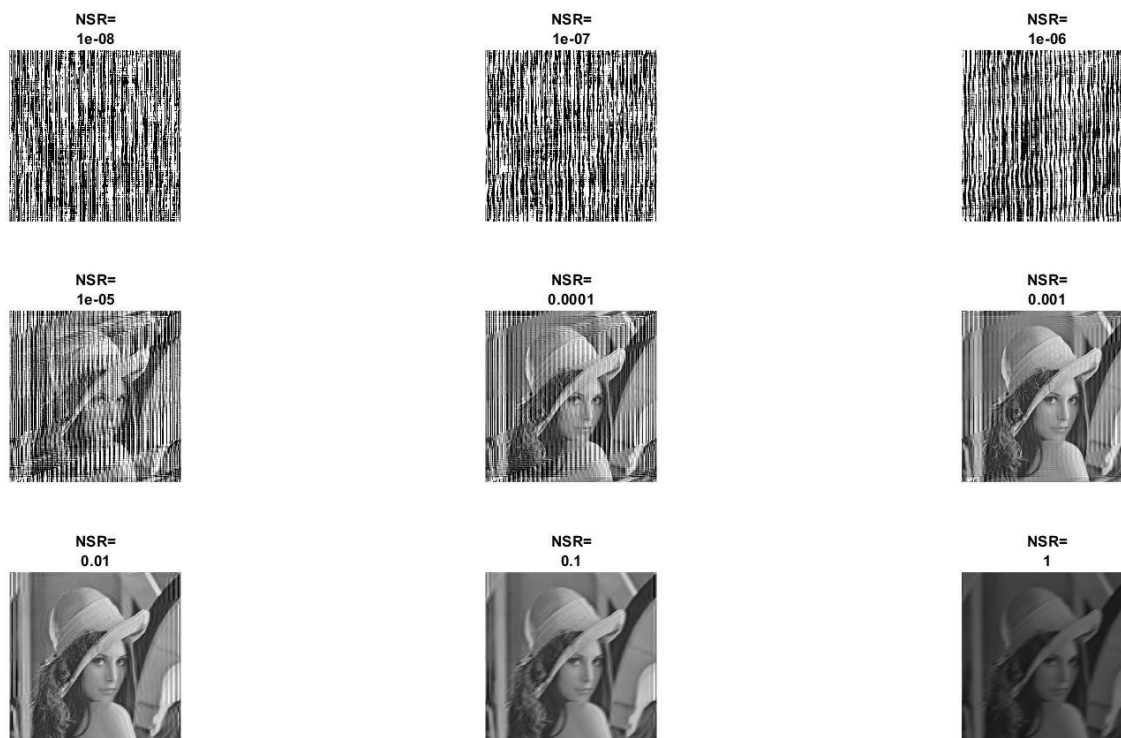 NSR=
1e-08
NSR=
1e-07
NSR=
1e-06
NSR=
1e-05
NSR=
0.0001
NSR=
0.001
NSR=
0.01
NSR=
0.1
NSR=
1